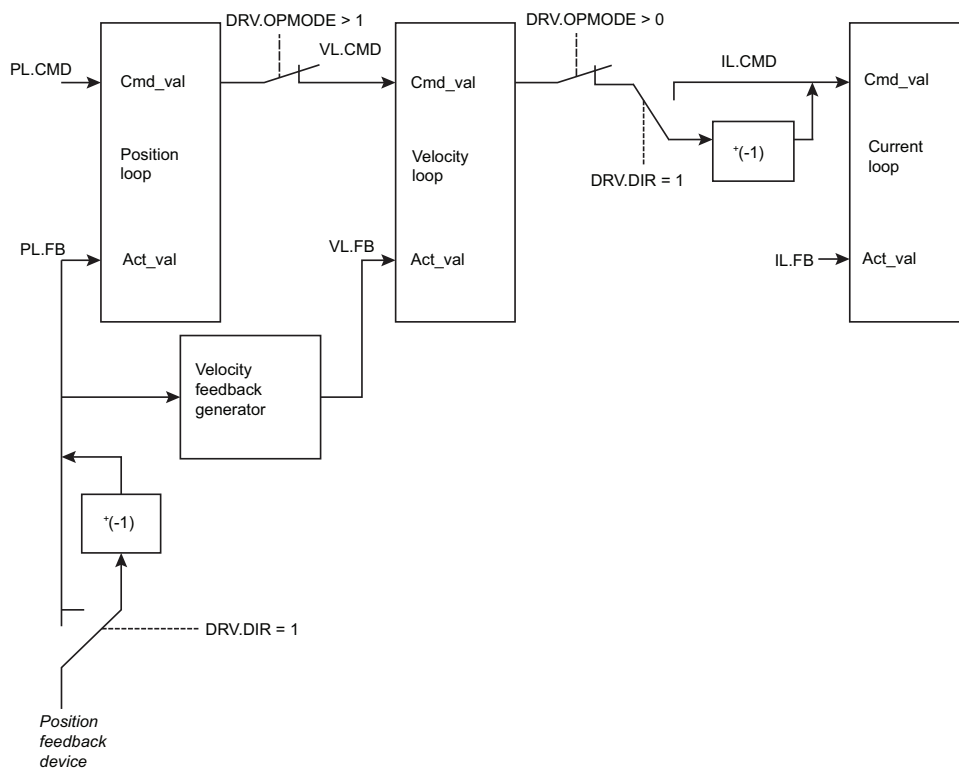 DRV.OPMODE > 1
DRV.OPMODE > 0
PL.CMD
VL.CMD
IL.CMD
Cmd_val
Cmd_val
Cmd_val
Position
loop
Velocity
loop
+(-1)
Current
loop
DRV.DIR = 1
PL.FB
Act_val
VL.FB
Act_val
IL.FB
Act_val
Velocity
feedback
generator
+(-1)
DRV.DIR = 1
Position
feedback
device